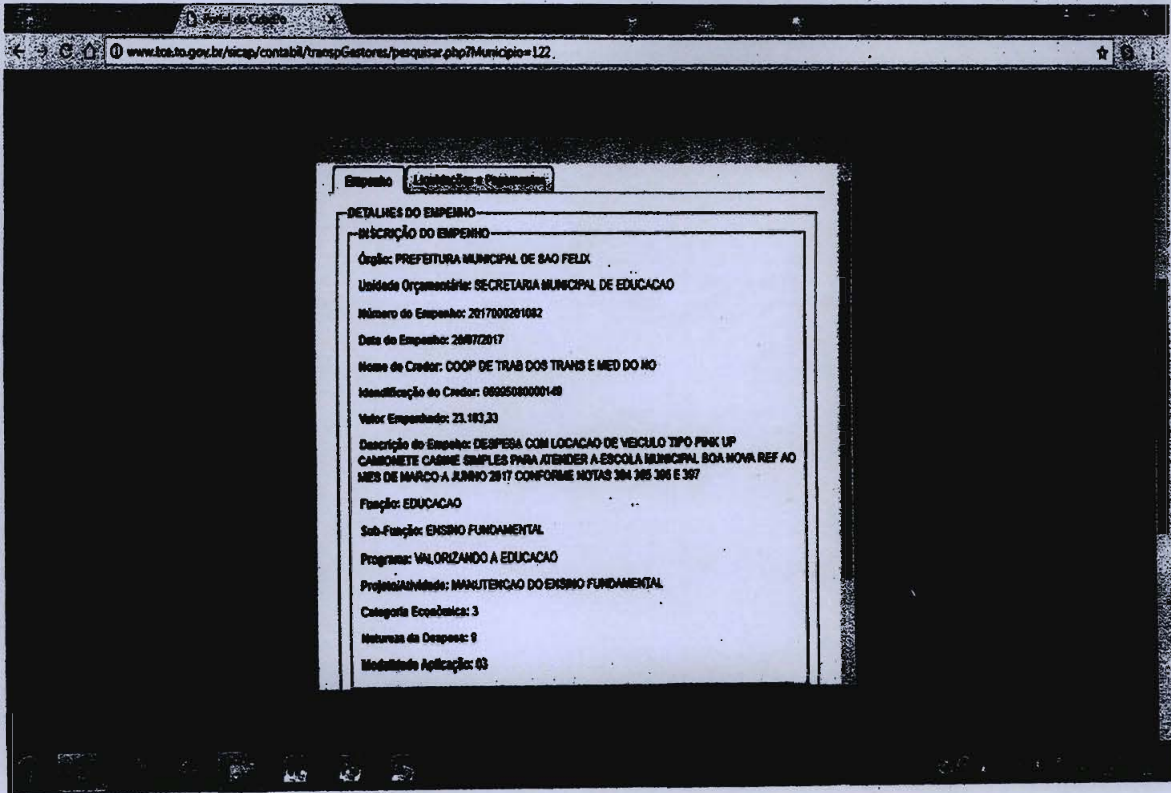 Portal do Cidadão
www.tce.to.gov.br/sicap/contabil/transpGestores/pesquisar.php?Municipio=122
Empenho Liquidações e Pagamentos
DETALHES DO EMPENHO
INSCRIÇÃO DO EMPENHO
Órgão: PREFEITURA MUNICIPAL DE SAO FELIX
Unidade Orçamentária: SECRETARIA MUNICIPAL DE EDUCACAO
Número do Empenho: 2017000201082
Data do Empenho: /07/2017
Nome do Credor: COOP DE TRAB DOS TRANS E MED DO NO
Identificação do Credor:
Valor Empenhado: 23.183,33
Descrição do Empenho: DESPESA COM LOCACAO DE VEICULO TIPO PINK UP
CAMIONETE CABINE SIMPLES PARA ATENDER A ESCOLA MUNICIPAL BOA NOVA REF AO
MES DE MARCO A JUNHO 2017 CONFORME NOTAS 394 395 396 E 397
Função: EDUCACAO
Sub-Função: ENSINO FUNDAMENTAL
Programa: VALORIZANDO A EDUCACAO
Projeto/Atividade: MANUTENCAO DO ENSINO FUNDAMENTAL
Categoria Econômica: 3
Natureza da Despesa: 9
Modalidade Aplicação: 03